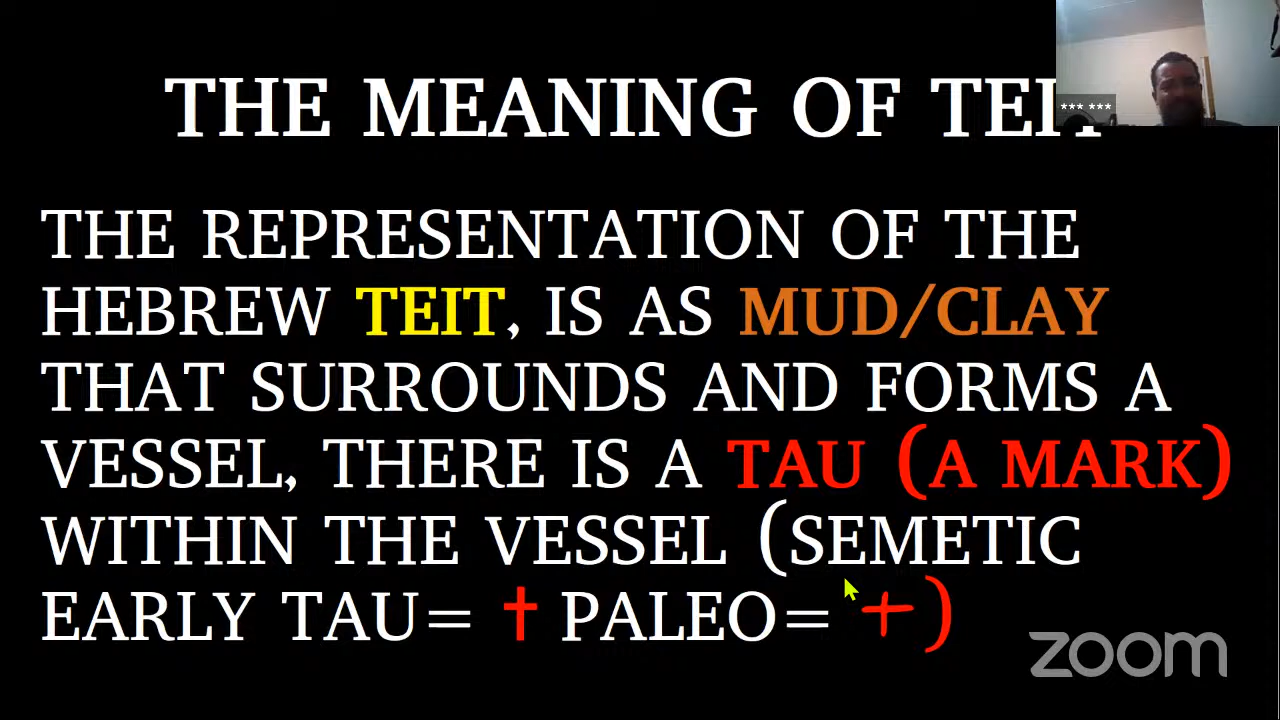 THE MEANING OF TEIT
*** ***
THE REPRESENTATION OF THE
HEBREW TEIT, IS AS MUD/CLAY
THAT SURROUNDS AND FORMS A
VESSEL, THERE IS A TAU (A MARK)
WITHIN THE VESSEL (SEMETIC
EARLY TAU= † PALEO= +)
zoom